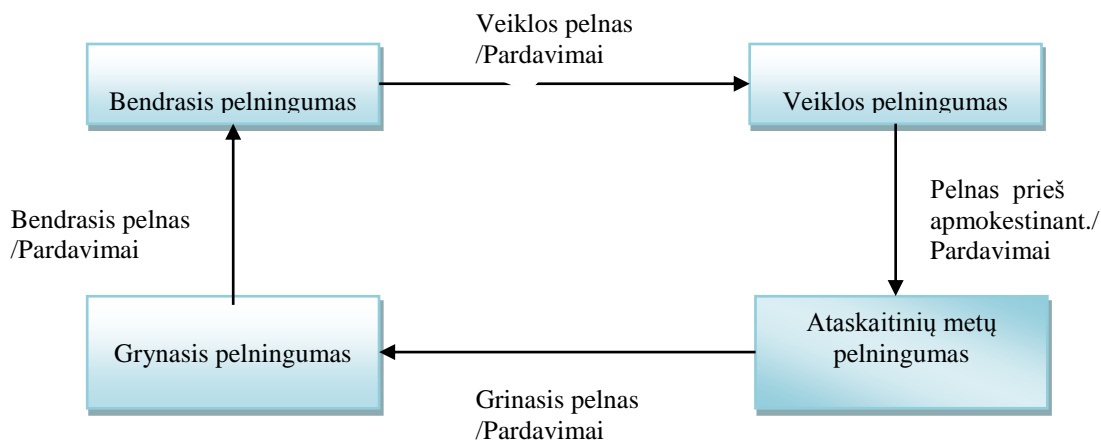 Veiklos pelnas
/Pardavimai
Bendrasis pelningumas
Veiklos pelningumas
Bendrasis pelnas
/Pardavimai
Pelnas prieš
apmokestinant./
Pardavimai
Grynasis pelningumas
Ataskaitinių metų
pelningumas
Grinasis pelnas
/Pardavimai